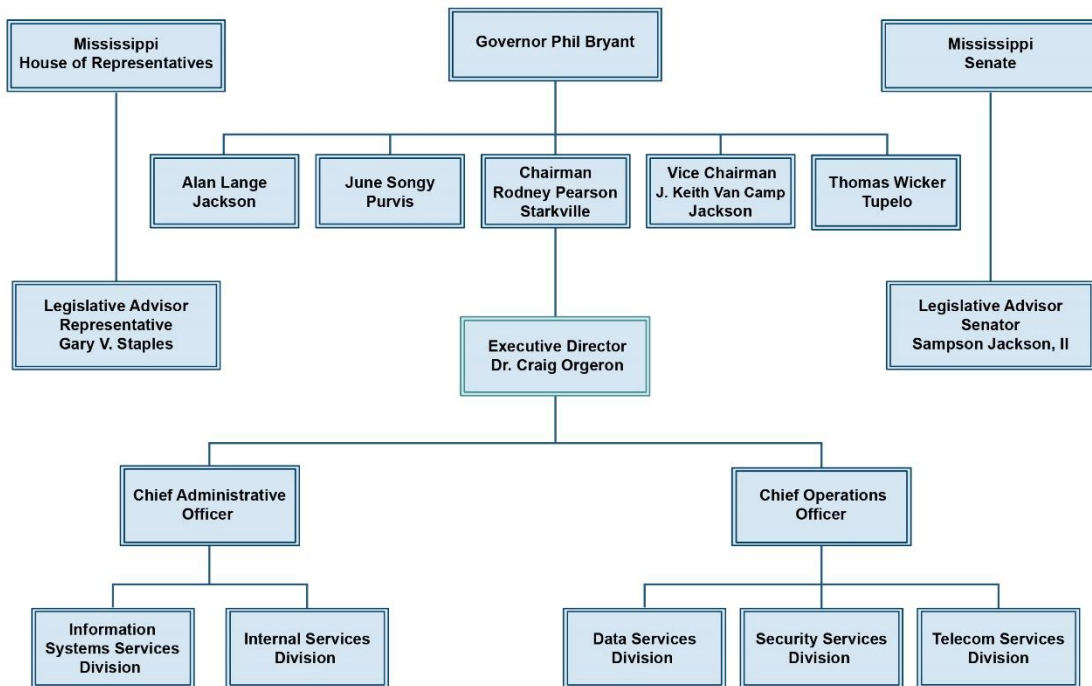 Mississippi
House of Representatives
Governor Phil Bryant
Mississippi
Senate
Alan Lange
Jackson
June Songy
Purvis
Chairman
Rodney Pearson
Starkville
Vice Chairman
J. Keith Van Camp
Jackson
Thomas Wicker
Tupelo
Legislative Advisor
Representative
Gary V. Staples
Executive Director
Dr. Craig Orgeron
Legislative Advisor
Senator
Sampson Jackson, II
Chief Administrative
Officer
Chief Operations
Officer
Information
Systems Services
Division
Internal Services
Division
Data Services
Division
Security Services
Division
Telecom Services
Division